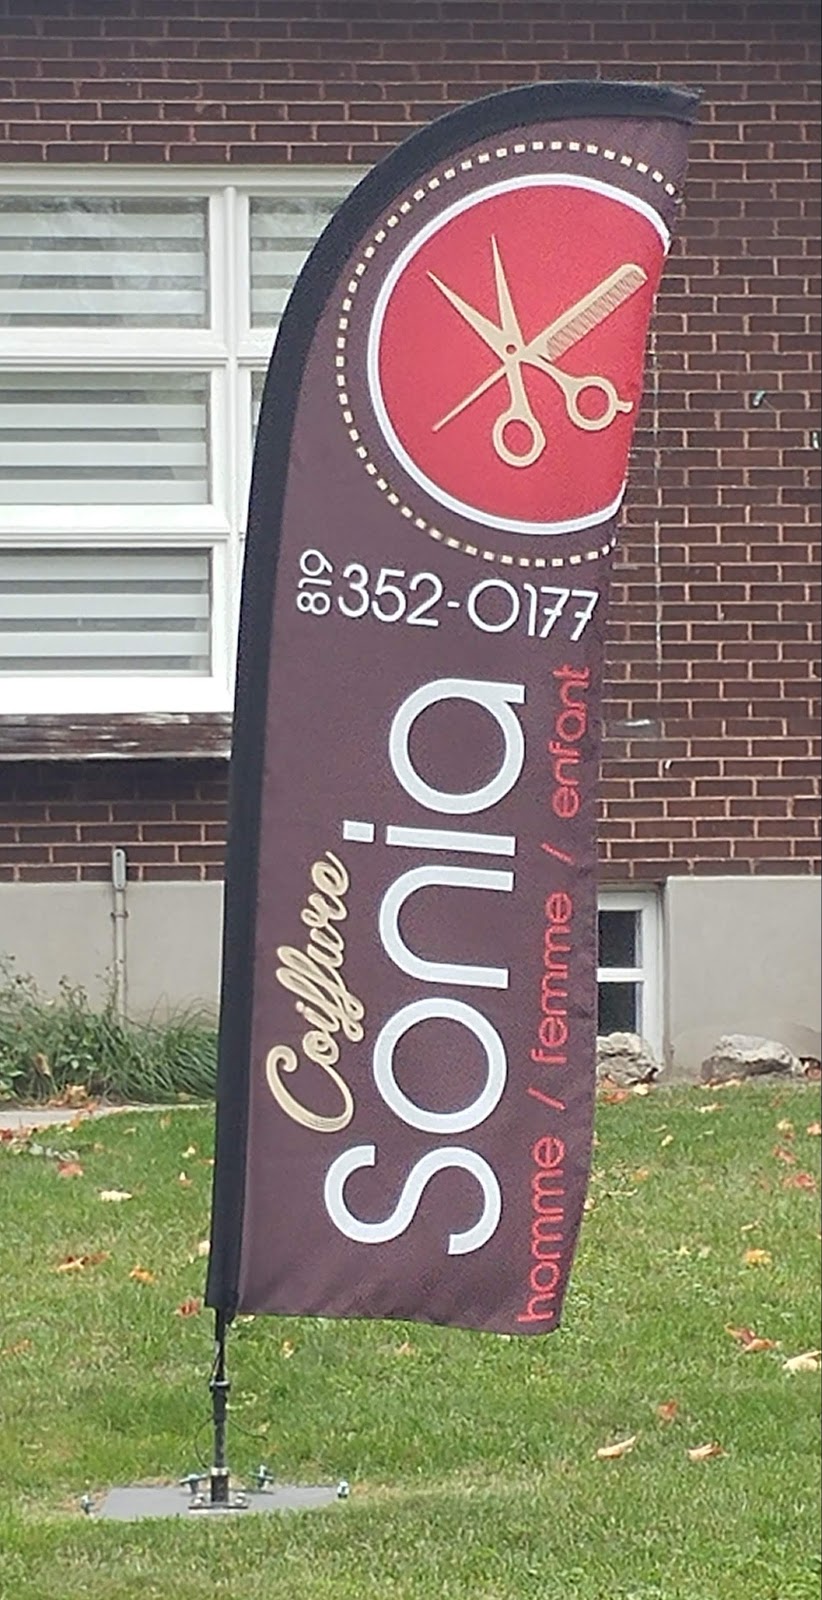 819 352-0177
Coiffure
sonia
homme / femme / enfant